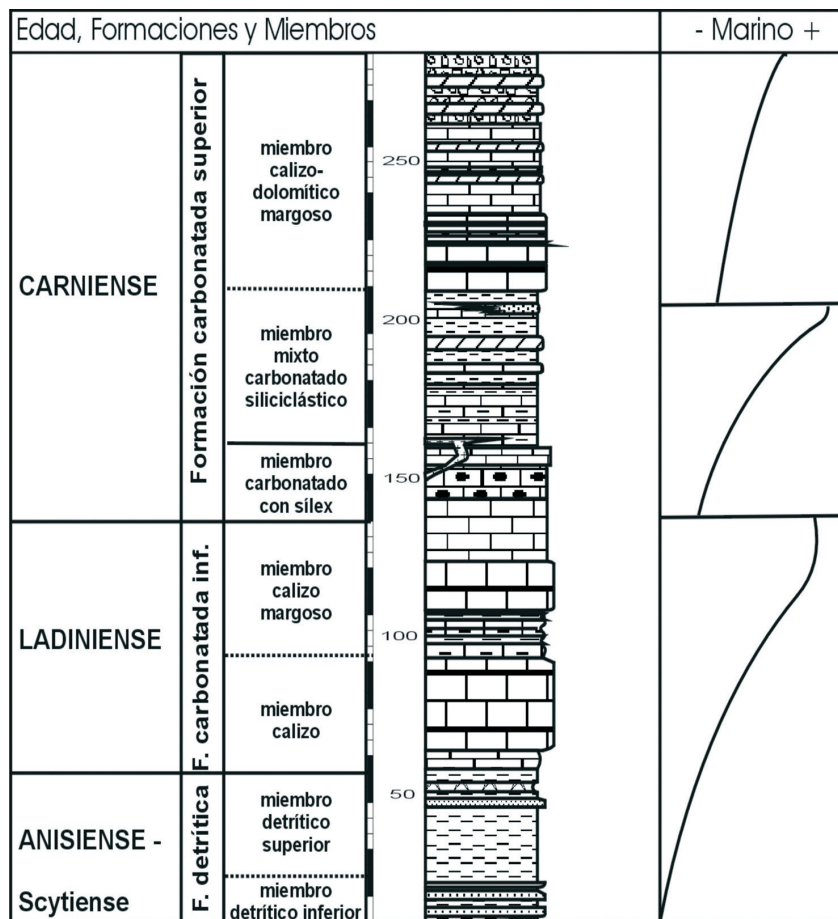 Edad, Formaciones y Miembros
- Marino +
CARNIENSE
Formación carbonatada superior
miembro
calizo-
dolomítico
margoso
miembro
mixto
carbonatado
siliciclástico
miembro
carbonatado
con sílex
250
200
150
LADINIENSE
F. carbonatada inf.
miembro
calizo
margoso
miembro
calizo
100
ANISIENSE -
Scytiense
F. detrítica
miembro
detrítico
superior
miembro
detrítico inferior
50